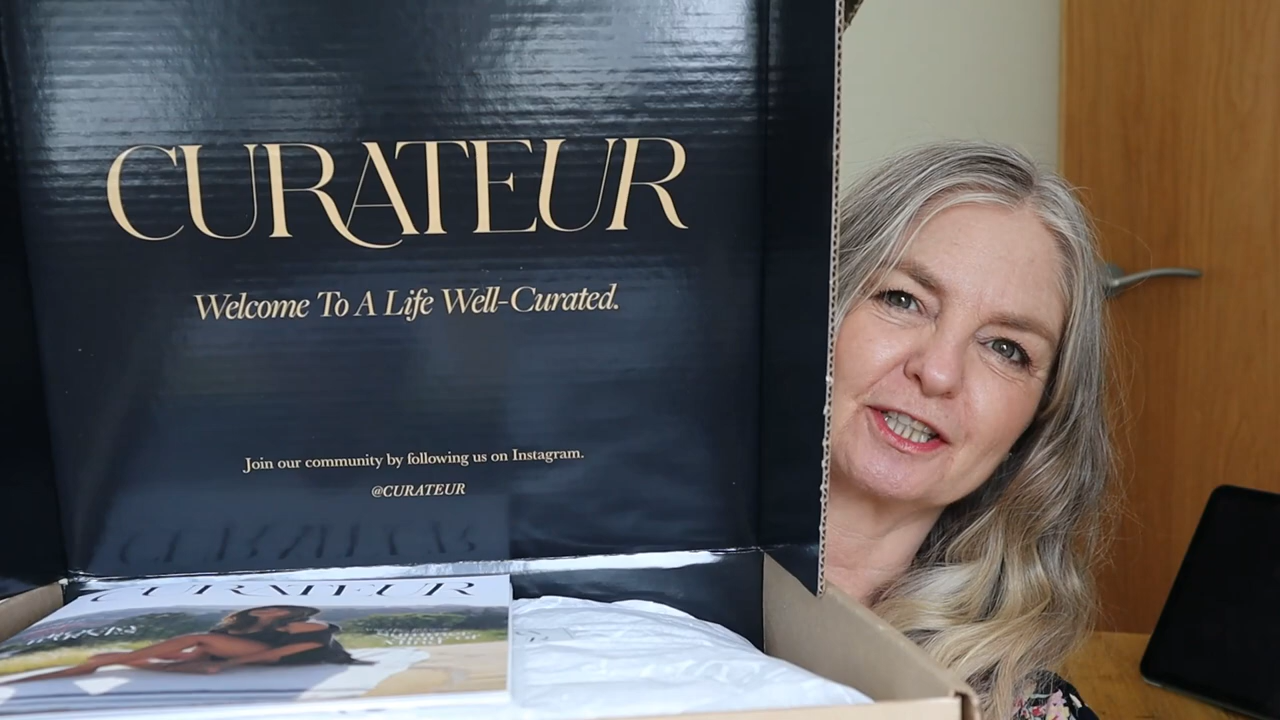 CURATEUR
Welcome To A Life Well-Curated.
Join our community by following us on Instagram.
@CURATEUR
CURATEUR